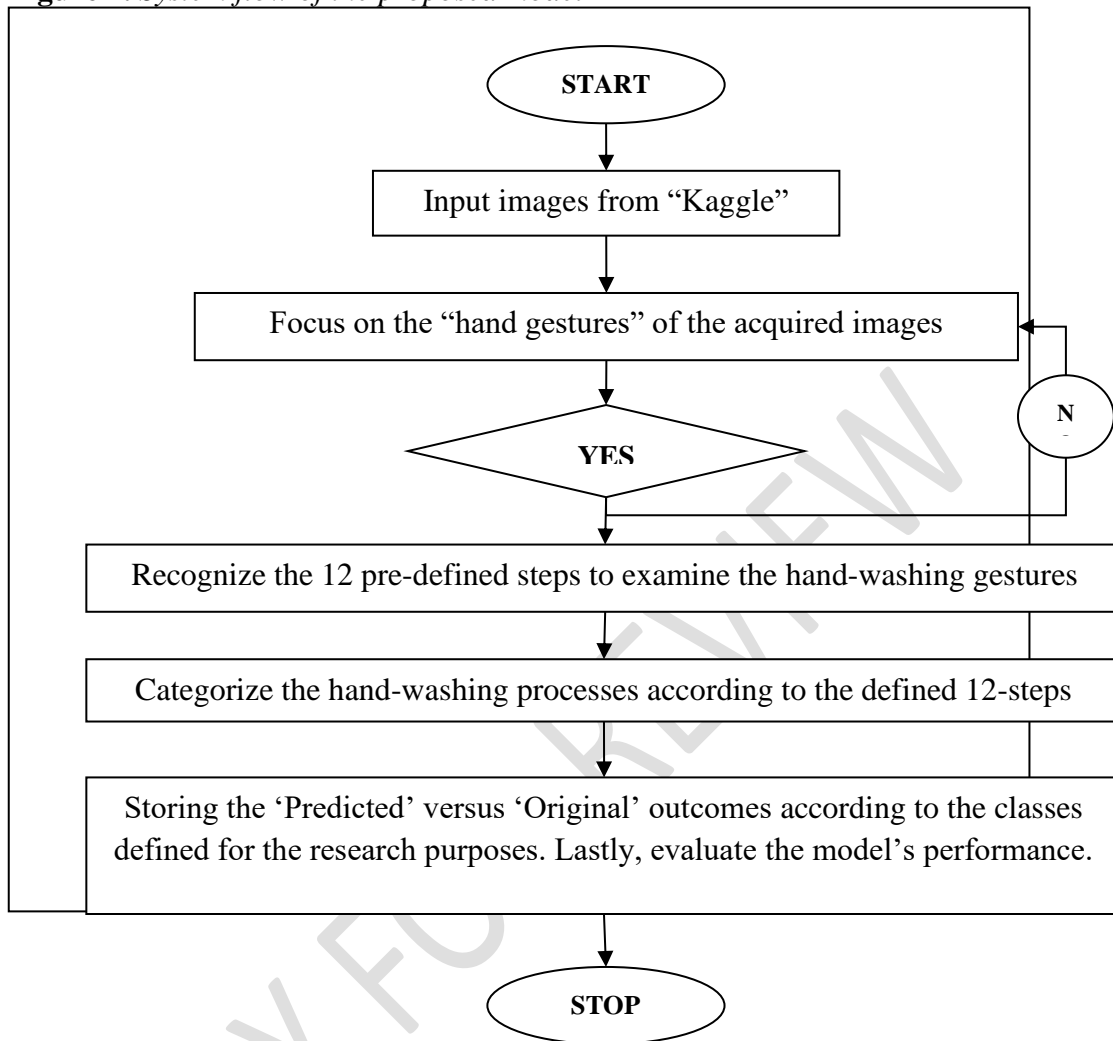 START
Input images from “Kaggle”
Focus on the “hand gestures” of the acquired images
N
YES
Recognize the 12 pre-defined steps to examine the hand-washing gestures
Categorize the hand-washing processes according to the defined 12-steps
Storing the ‘Predicted’ versus ‘Original’ outcomes according to the classes
defined for the research purposes. Lastly, evaluate the model’s performance.
STOP
REVIEW